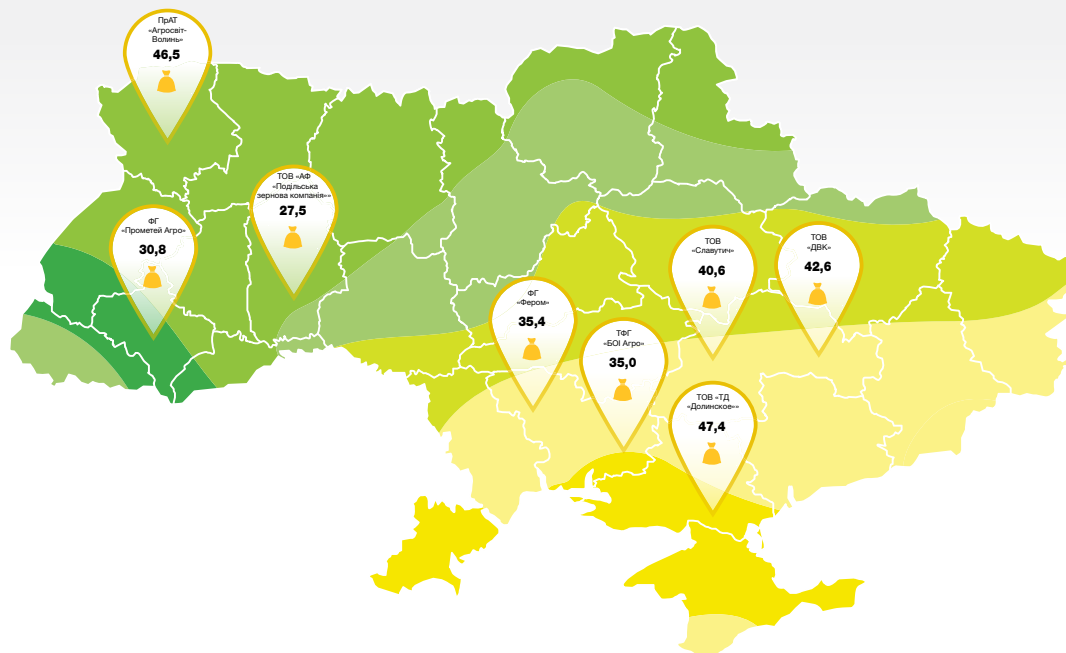 ПрАТ
«Агросвіт-
Волинь»
46,5
ТОВ «АФ
«Подільська
зернова компанія»»
27,5
ФГ
«Прометей Агро»
30,8
ТОВ
«Славутич»
40,6
ТОВ
«ДВК»
42,6
ФГ
«Фером»
35,4
ТФГ
«БОІ Агро»
35,0
ТОВ «ТД
«Долинское»»
47,4